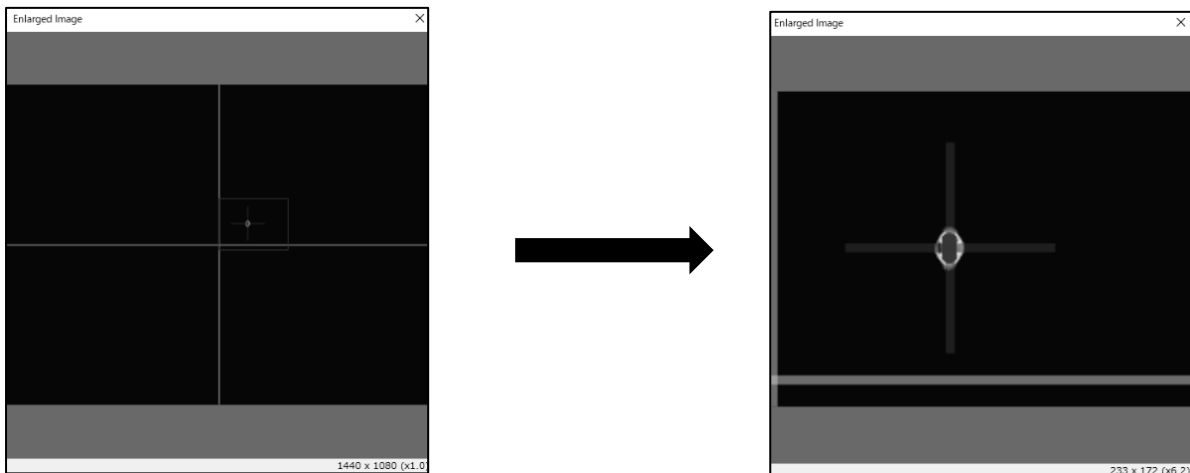 Enlarged Image
1440 x 1080 (x1.0)
Enlarged Image
233 x 172 (x6.2)